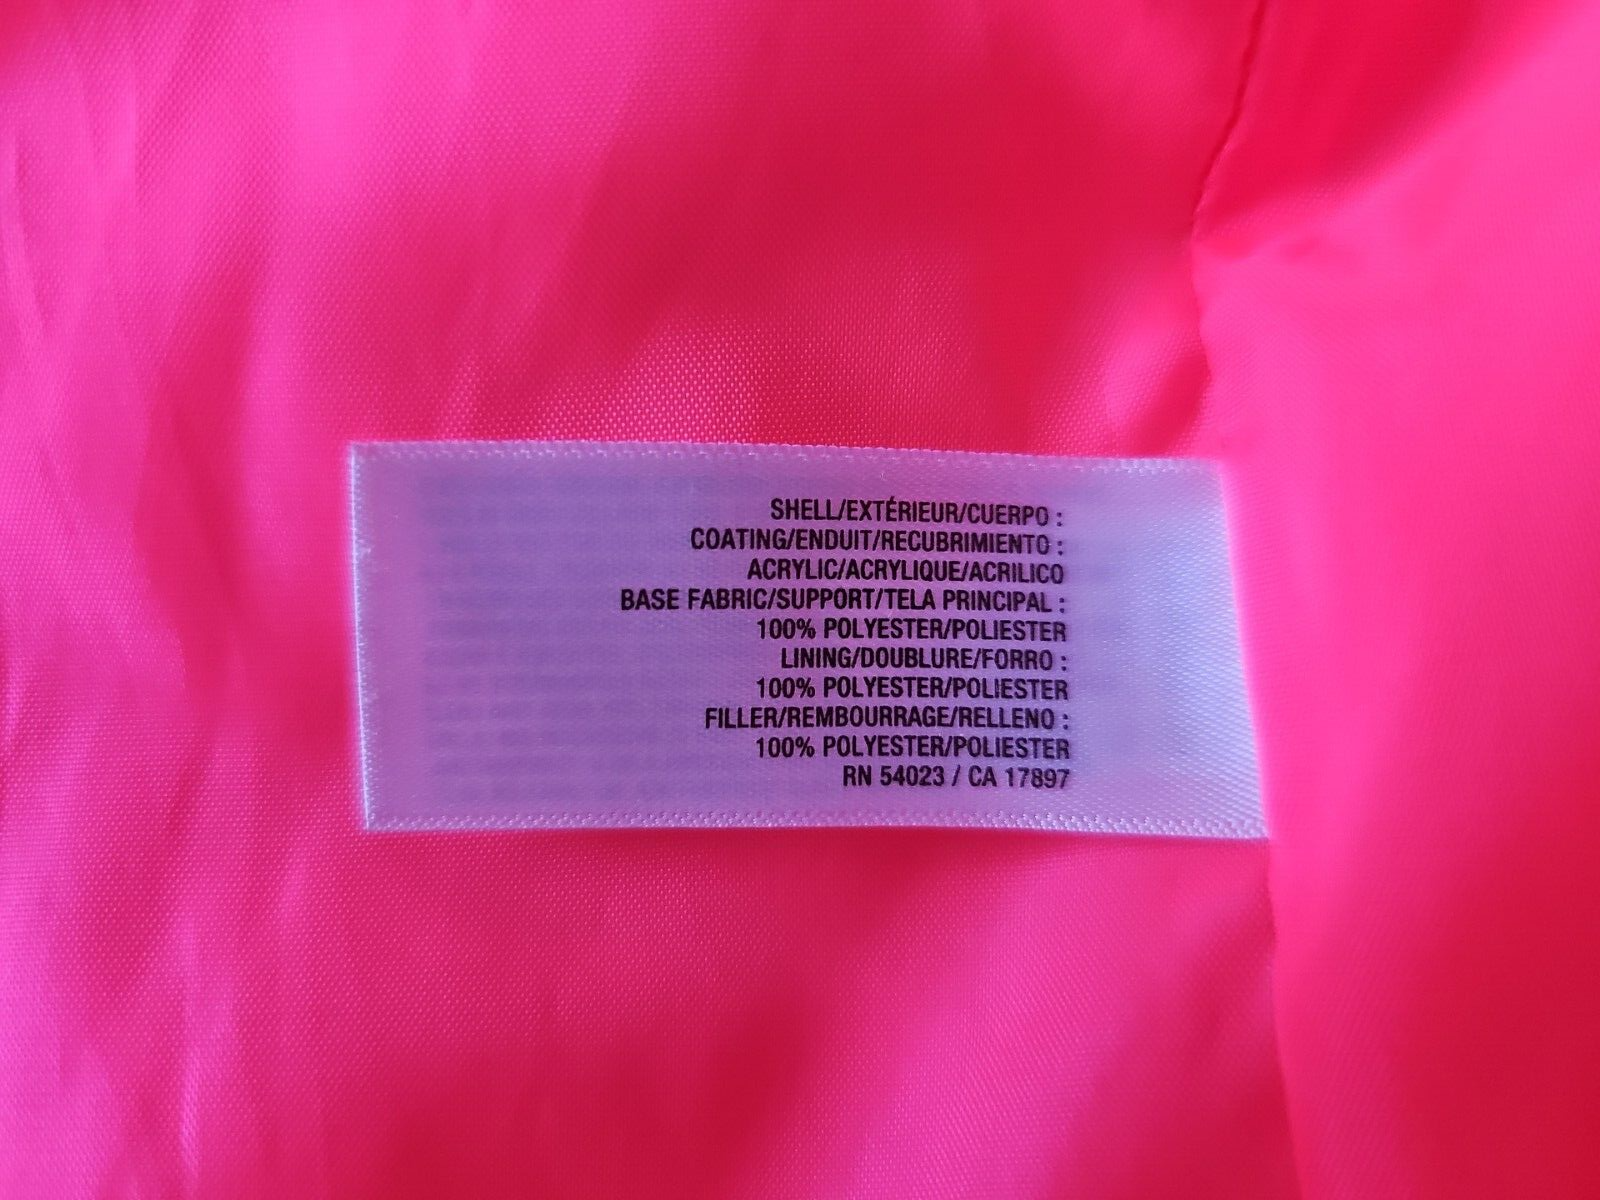 SHELL/EXTÉRIEUR/CUERPO :
COATING/ENDUIT/RECUBRIMIENTO :
ACRYLIC/ACRYLIQUE/ACRILICO
BASE FABRIC/SUPPORT/TELA PRINCIPAL :
100% POLYESTER/POLIESTER
LINING/DOUBLURE/FORRO :
100% POLYESTER/POLIESTER
FILLER/REMBOURRAGE/RELLENO :
100% POLYESTER/POLIESTER
RN 54023 / CA 17897